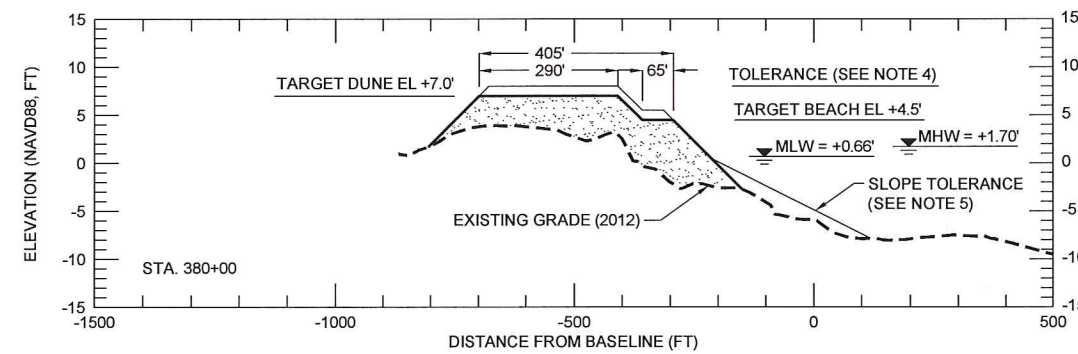 15
10
5
0
-5
-10
-15
ELEVATION (NAVD88, FT)
405'
290'
65'
TARGET DUNE EL +7.0'
TOLERANCE (SEE NOTE 4)
TARGET BEACH EL +4.5'
MLW = +0.66'
MHW = +1.70'
SLOPE TOLERANCE
(SEE NOTE 5)
EXISTING GRADE (2012)
STA. 380+00
15
10
5
0
-5
-10
-15
-1500
-1000
-500
0
500
DISTANCE FROM BASELINE (FT)